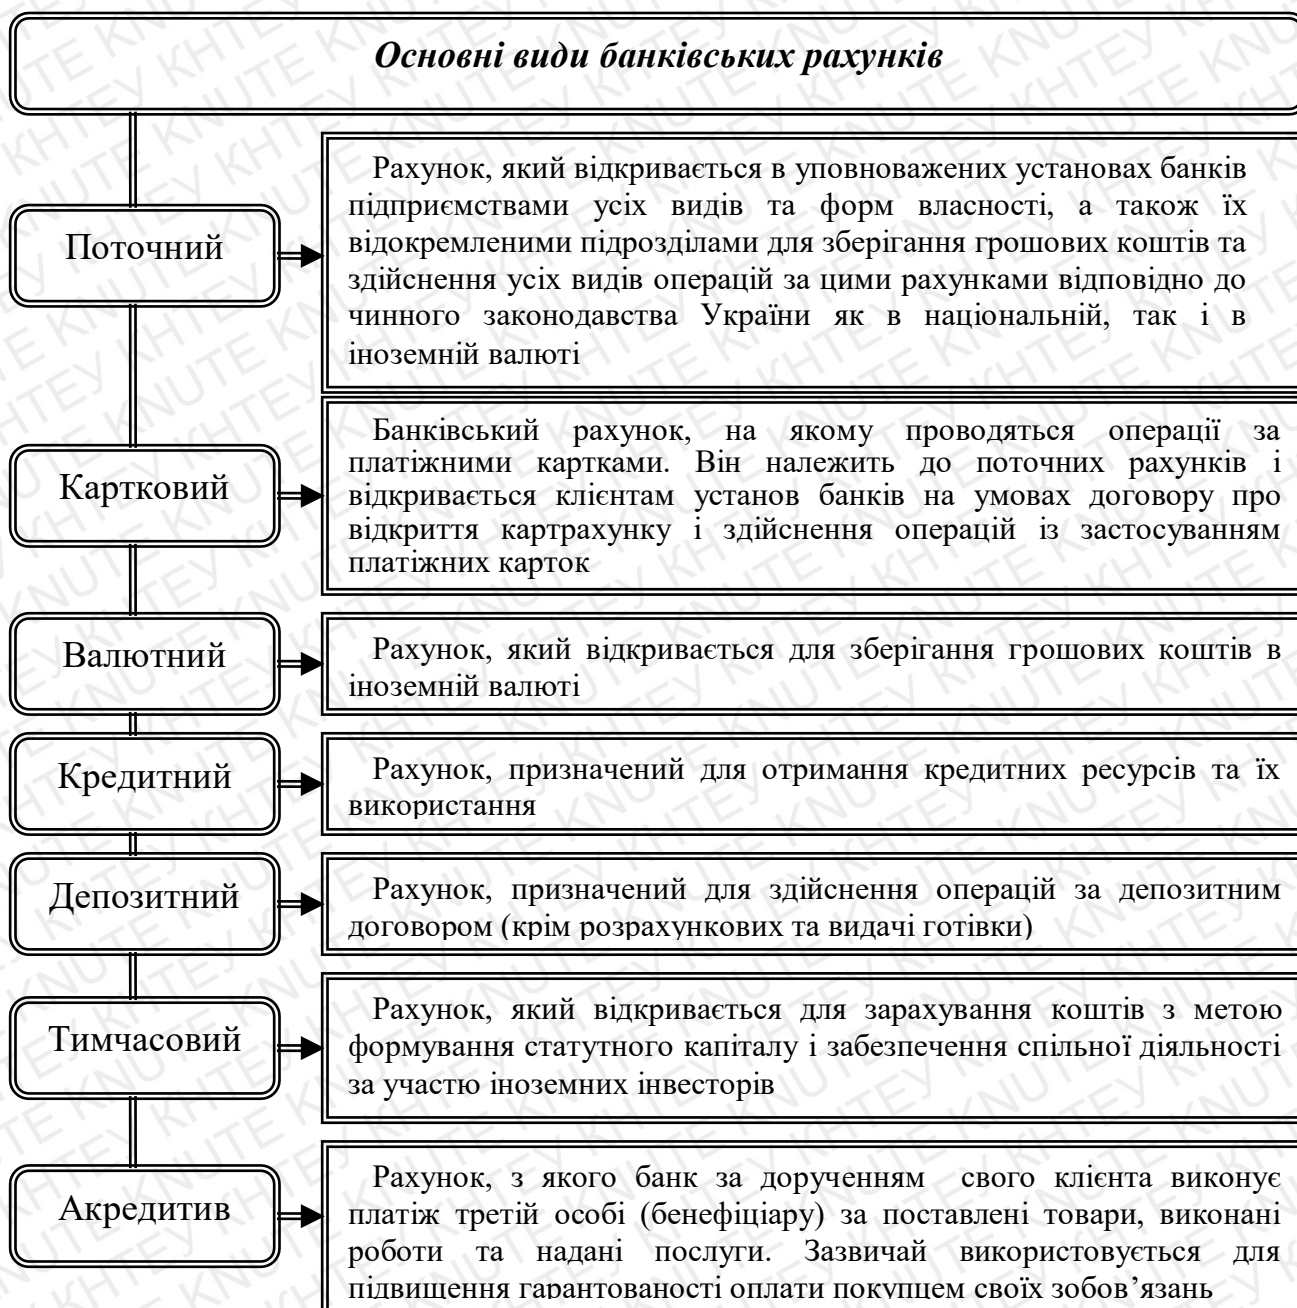 Основні види банківських рахунків
Поточний
Рахунок, який відкривається в уповноважених установах банків
підприємствами усіх видів та форм власності, а також їх
відокремленими підрозділами для зберігання грошових коштів та
здійснення усіх видів операцій за цими рахунками відповідно до
чинного законодавства України як в національній, так і в
іноземній валюті
Картковий
Банківський рахунок, на якому проводяться операції за
платіжними картками. Він належить до поточних рахунків і
відкривається клієнтам установ банків на умовах договору про
відкриття картрахунку і здійснення операцій із застосуванням
платіжних карток
Валютний
Рахунок, який відкривається для зберігання грошових коштів в
іноземній валюті
Кредитний
Рахунок, призначений для отримання кредитних ресурсів та їх
використання
Депозитний
Рахунок, призначений для здійснення операцій за депозитним
договором (крім розрахункових та видачі готівки)
Тимчасовий
Рахунок, який відкривається для зарахування коштів з метою
формування статутного капіталу і забезпечення спільної діяльності
за участю іноземних інвесторів
Акредитив
Рахунок, з якого банк за дорученням свого клієнта виконує
платіж третій особі (бенефіціару) за поставлені товари, виконані
роботи та надані послуги. Зазвичай використовується для
підвищення гарантованості оплати покупцем своїх зобов’язань